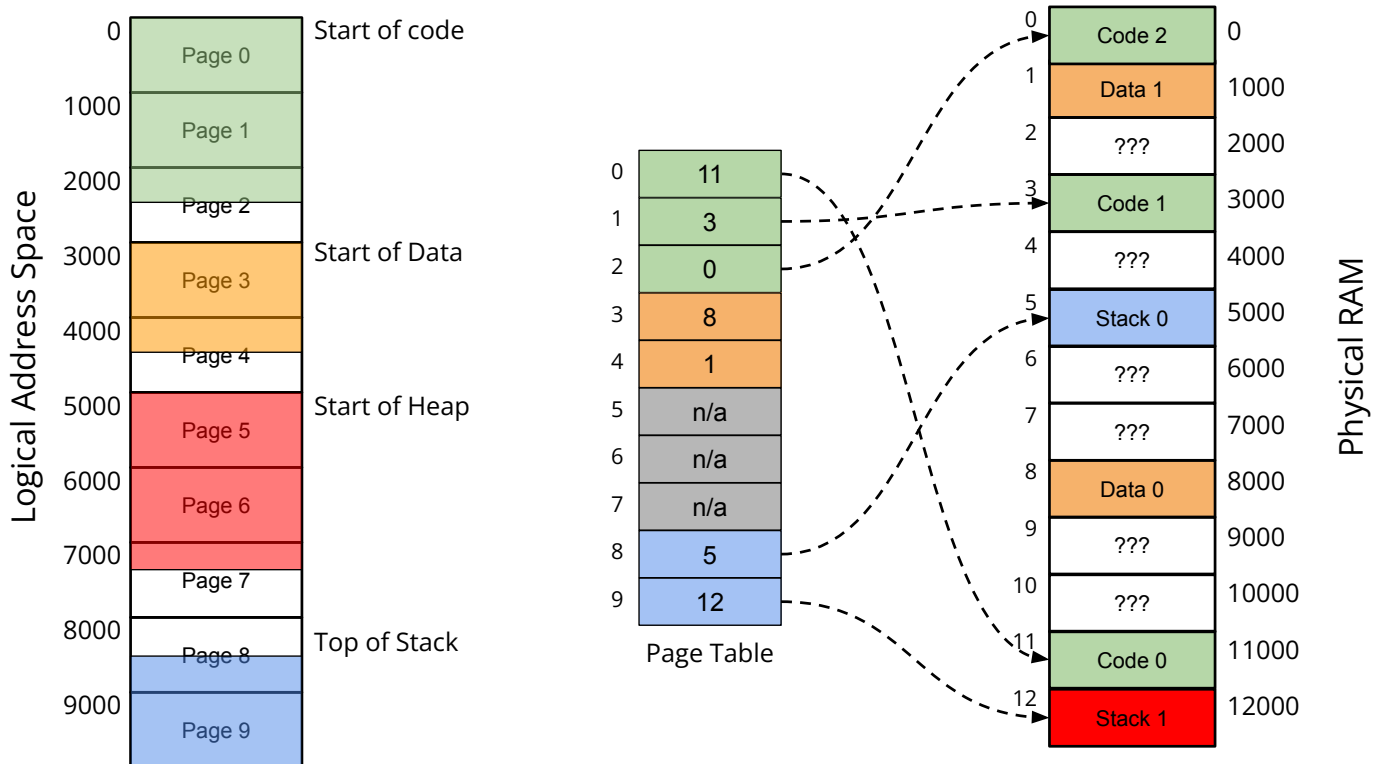 Logical Address Space
0
Page 0
Start of code
1000
Page 1
2000
Page 2
3000
Start of Data
Page 3
4000
Page 4
5000
Start of Heap
Page 5
6000
Page 6
7000
Page 7
8000
Top of Stack
Page 8
9000
Page 9
0 11
1 3
2 0
3 8
4 1
5 n/a
6 n/a
7 n/a
8 5
9 12
Page Table
0 Code 2 0
1 Data 1 1000
2 ??? 2000
3 Code 1 3000
4 ??? 4000
5 Stack 0 5000
6 ??? 6000
7 ??? 7000
8 Data 0 8000
9 ??? 9000
10 ??? 10000
11 Code 0 11000
12 Stack 1 12000
Physical RAM